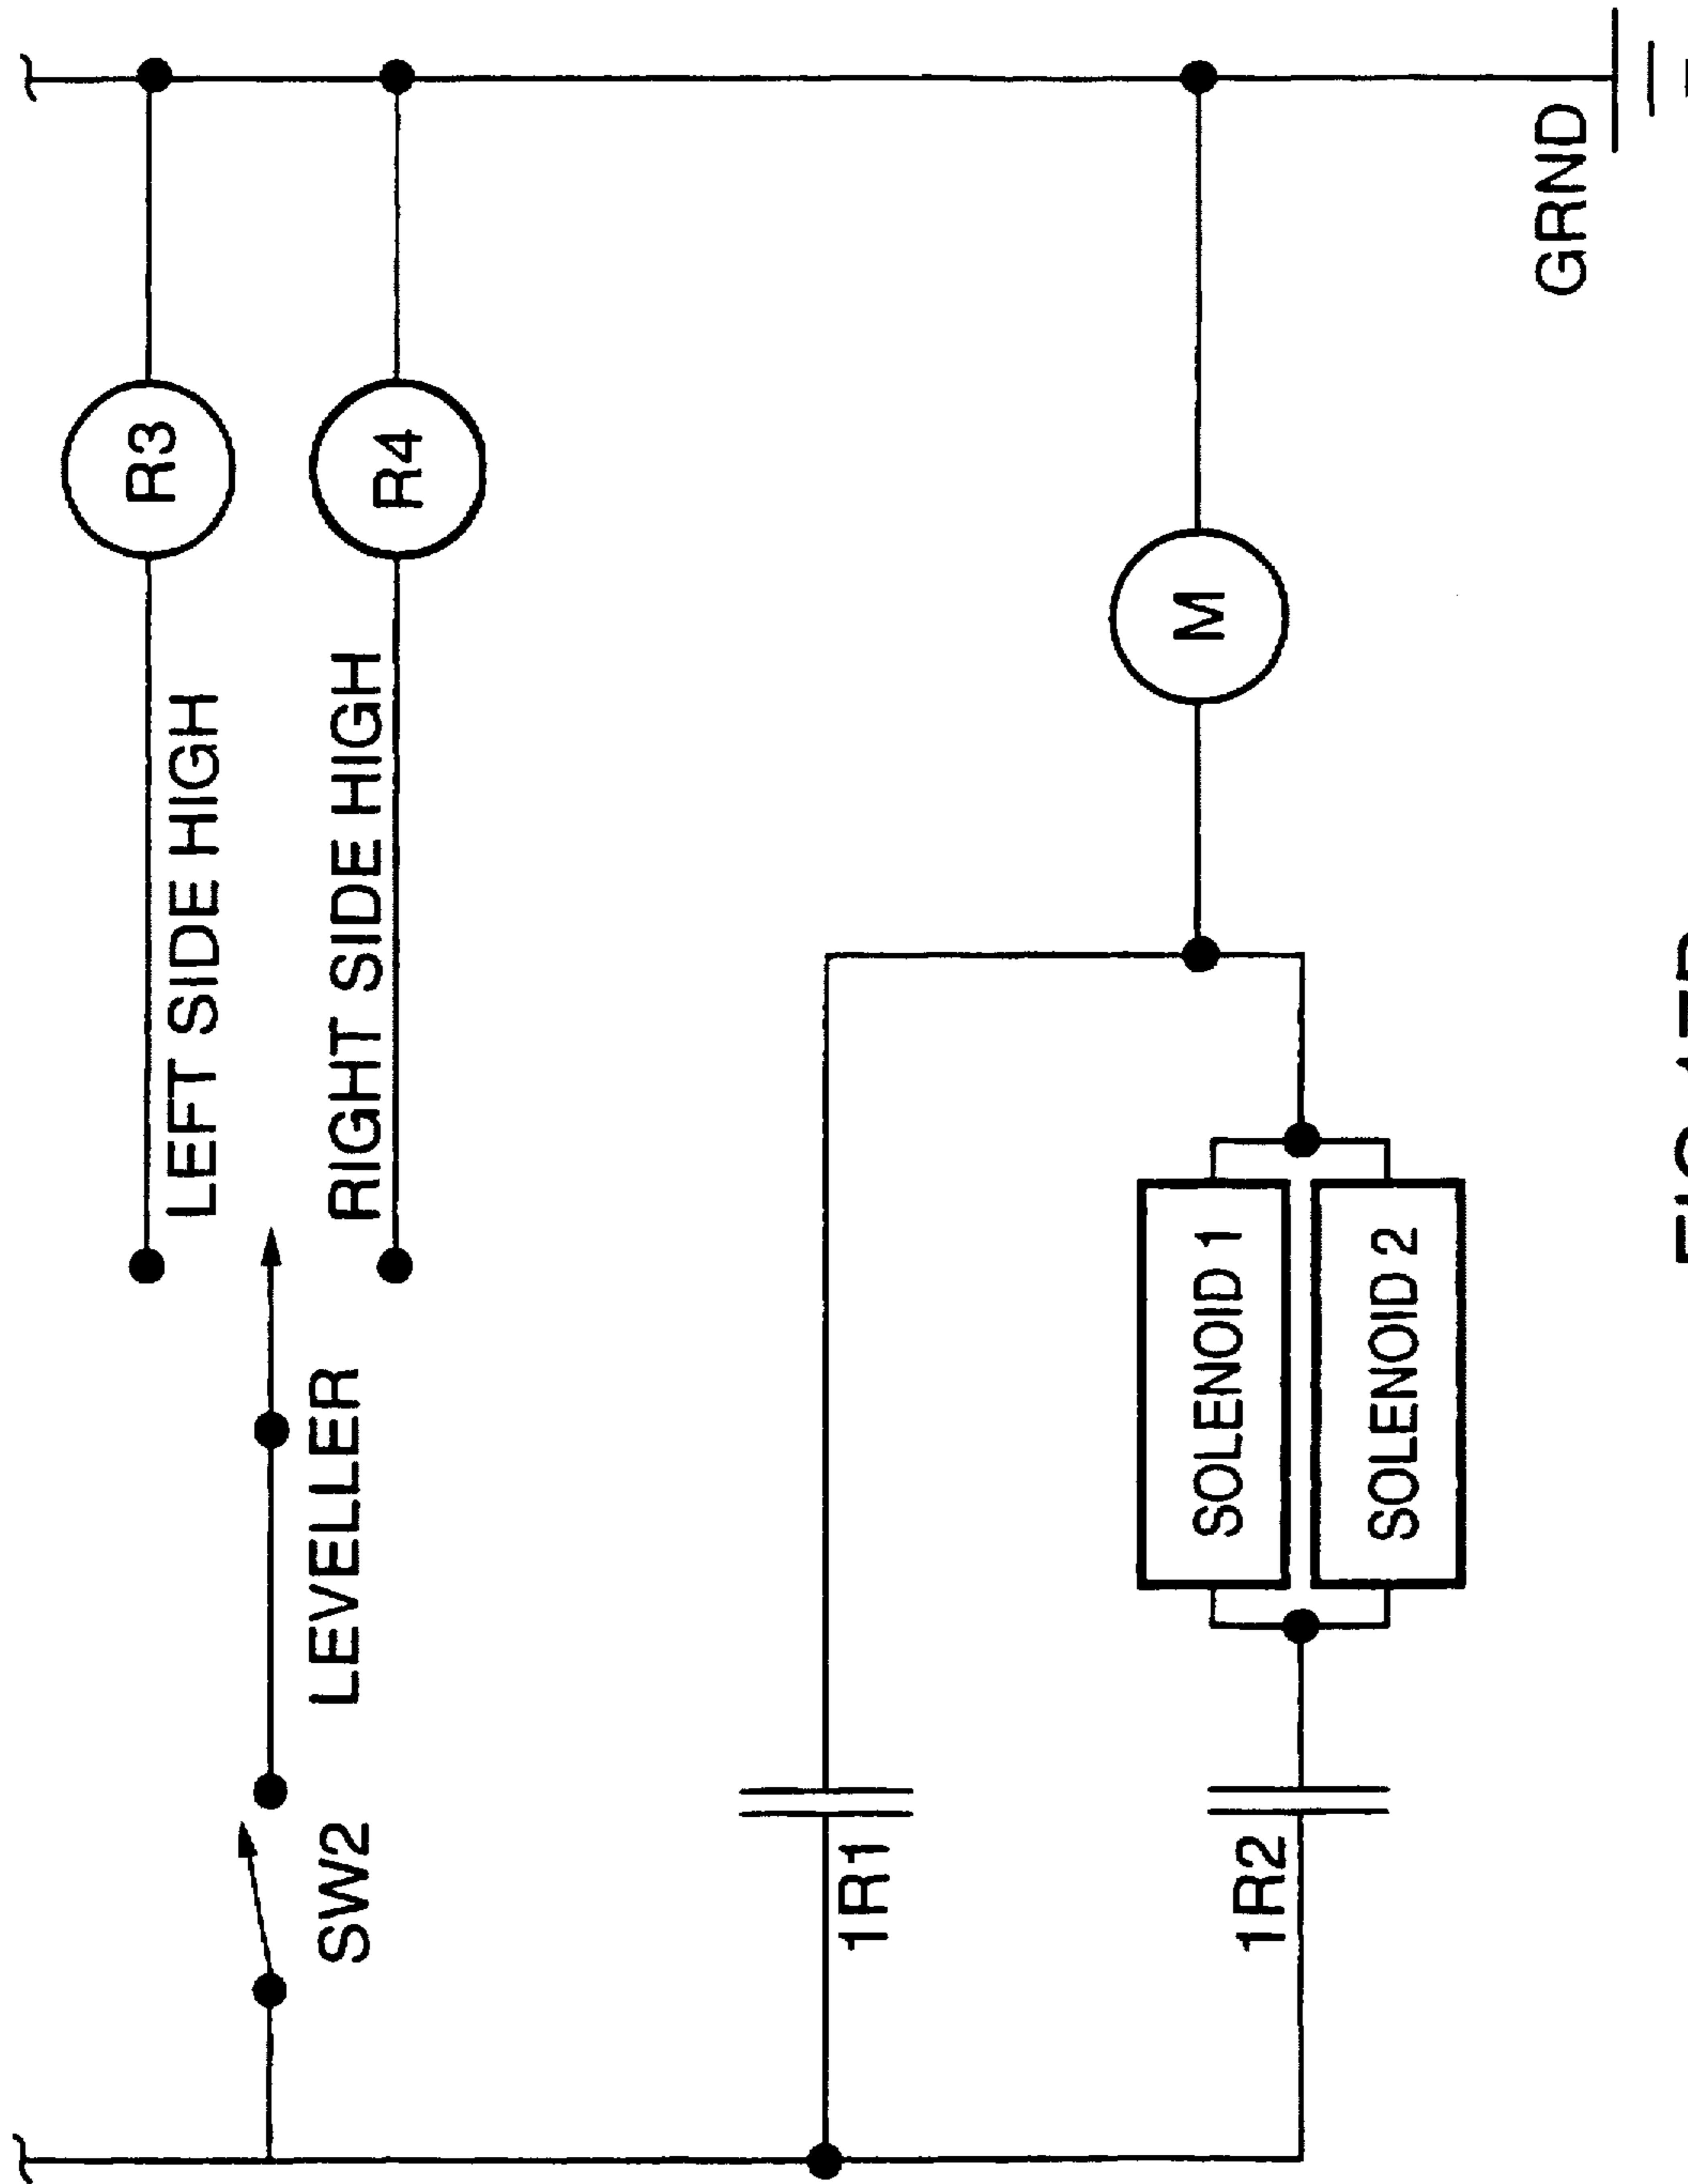 R3
LEFT SIDE HIGH
SW2
LEVELLER
RIGHT SIDE HIGH
R4
1R1
M
SOLENOID 1
1R2
SOLENOID 2
GRND